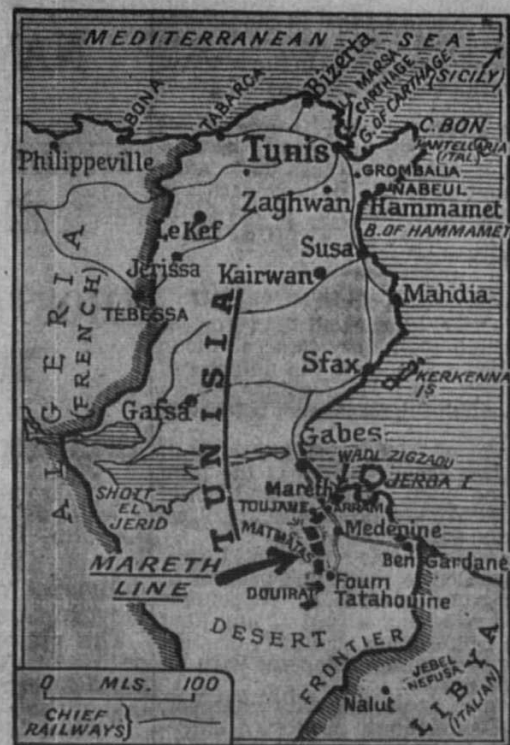 MEDITERRANEAN SEA
(SICILY)
BONA
TABARGA
Bizerta
LA MARSA
CARTHAGE
G. OF CARTHAGE
C. BON
PANTELLARIA
(ITAL.)
Philippeville
Tunis
GROMBALIA
NABEUL
Zaghwan
Hammamet
B. OF HAMMAMET
Le Kef
Susa
Jerissa
Kairwan
Mahdia
TEBESSA
ALGERIA
(FRENCH)
TUNISIA
Sfax
KERKENNA
IS
Gafsa
Gabes
WADI ZIGZAOU
JERBA I.
SHOTT
EL
JERID
Mareth
TOUJANE
ARRAM
MATMATAS
Medenine
MARETH
LINE
Ben Gardane
DOUIRAT
Foum
Tatahouine
DESERT
FRONTIER
LIBYA
(ITALIAN)
JEBEL
NEFUSA
Nalut
0 MLS. 100
CHIEF
RAILWAYS